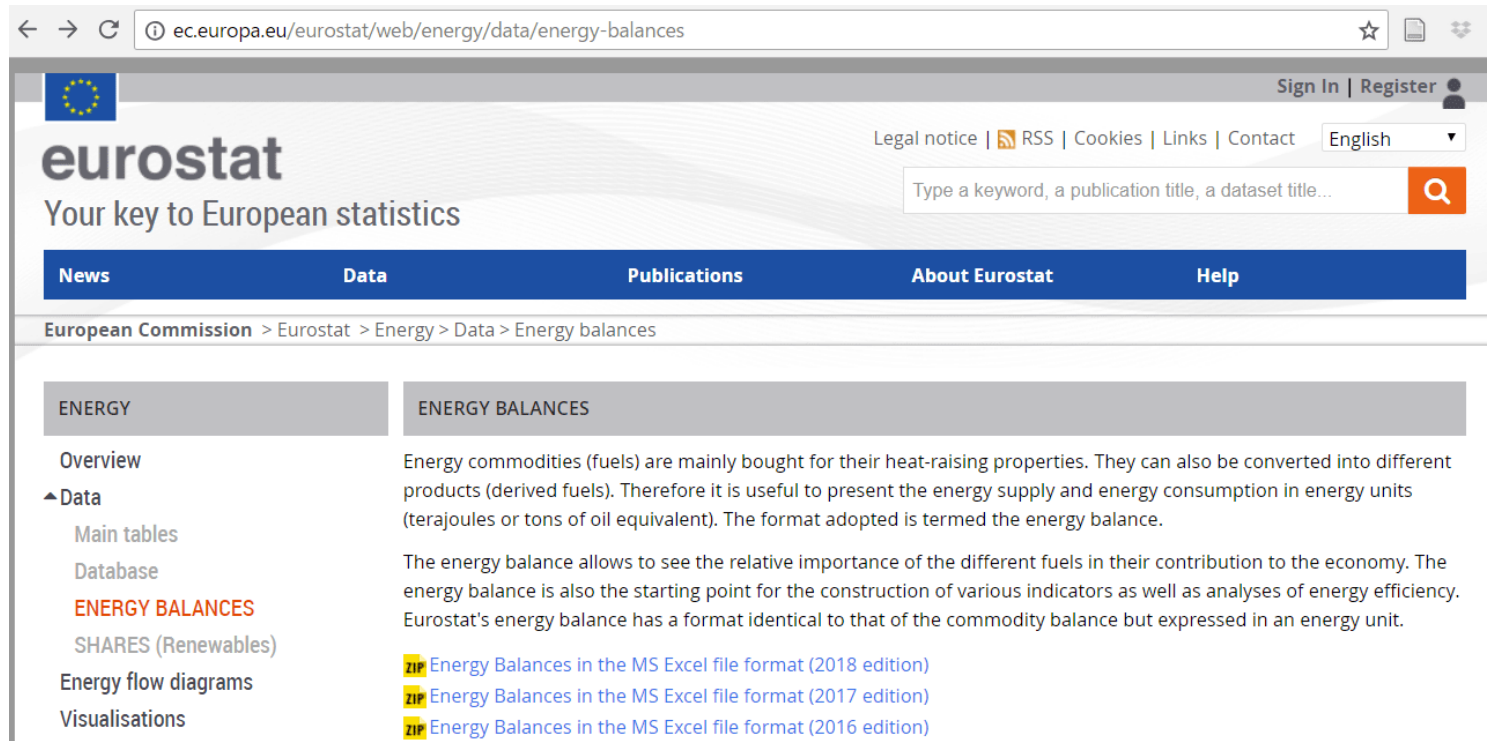 ec.europa.eu/eurostat/web/energy/data/energy-balances
Sign In | Register
Legal notice | RSS | Cookies | Links | Contact English
eurostat
Type a keyword, a publication title, a dataset title...
Your key to European statistics
News Data Publications About Eurostat Help
European Commission > Eurostat > Energy > Data > Energy balances
ENERGY
Overview
Data
Main tables
Database
ENERGY BALANCES
SHARES (Renewables)
Energy flow diagrams
Visualisations
ENERGY BALANCES
Energy commodities (fuels) are mainly bought for their heat-raising properties. They can also be converted into different
products (derived fuels). Therefore it is useful to present the energy supply and energy consumption in energy units
(terajoules or tons of oil equivalent). The format adopted is termed the energy balance.
The energy balance allows to see the relative importance of the different fuels in their contribution to the economy. The
energy balance is also the starting point for the construction of various indicators as well as analyses of energy efficiency.
Eurostat's energy balance has a format identical to that of the commodity balance but expressed in an energy unit.
ZIP Energy Balances in the MS Excel file format (2018 edition)
ZIP Energy Balances in the MS Excel file format (2017 edition)
ZIP Energy Balances in the MS Excel file format (2016 edition)